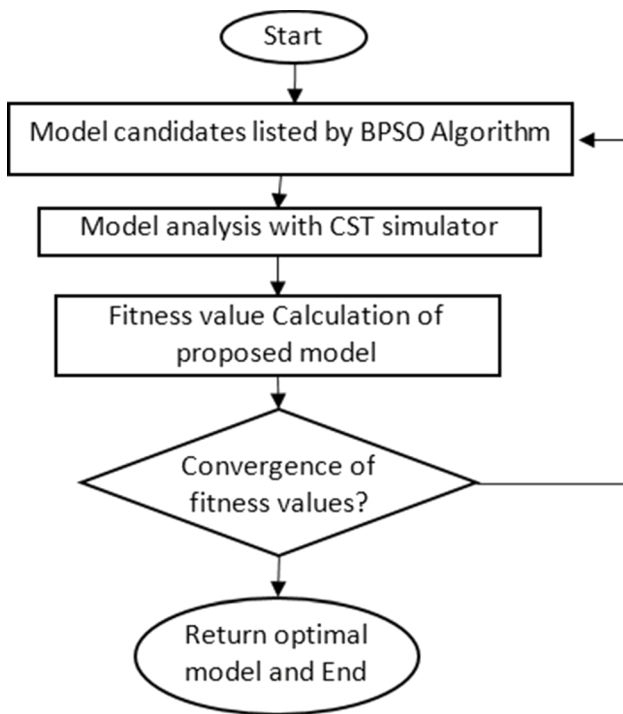 Start
Model candidates listed by BPSO Algorithm
Model analysis with CST simulator
Fitness value Calculation of
proposed model
Convergence of
fitness values?
Return optimal
model and End